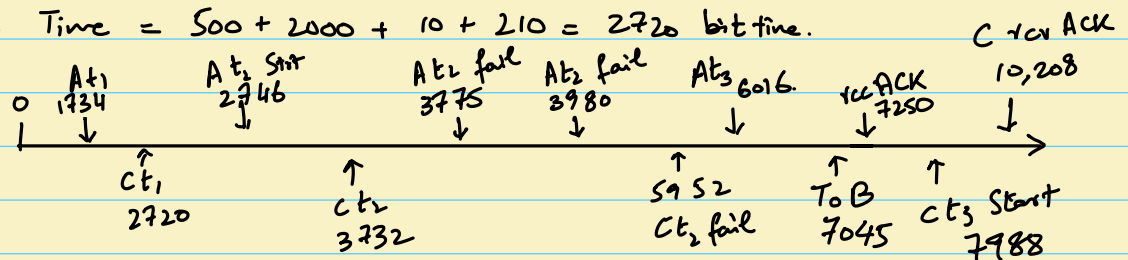 Time = 500 + 2000 + 10 + 210 = 2720 bit time.
C rcv ACK
10,208
At1
1734
At2 Strt
2746
At2 fail
3775
At2 fail
3980
At3 6016.
rcc ACK
7250
0
Ct1
2720
Ct2
3732
5952
Ct2 fail
To B
7045
Ct3 Start
7988